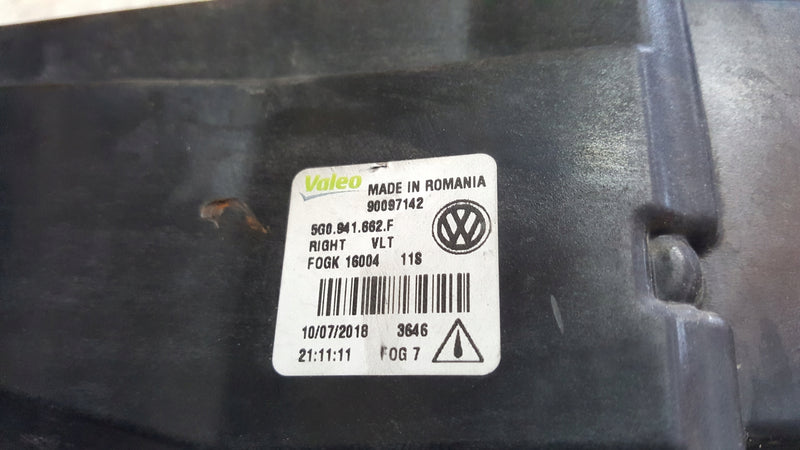 Valeo MADE IN ROMANIA
90097142
5G0.941.662.F
RIGHT VLT
FOGK 16004 11S
10/07/2018 3646
21:11:11 FOG 7